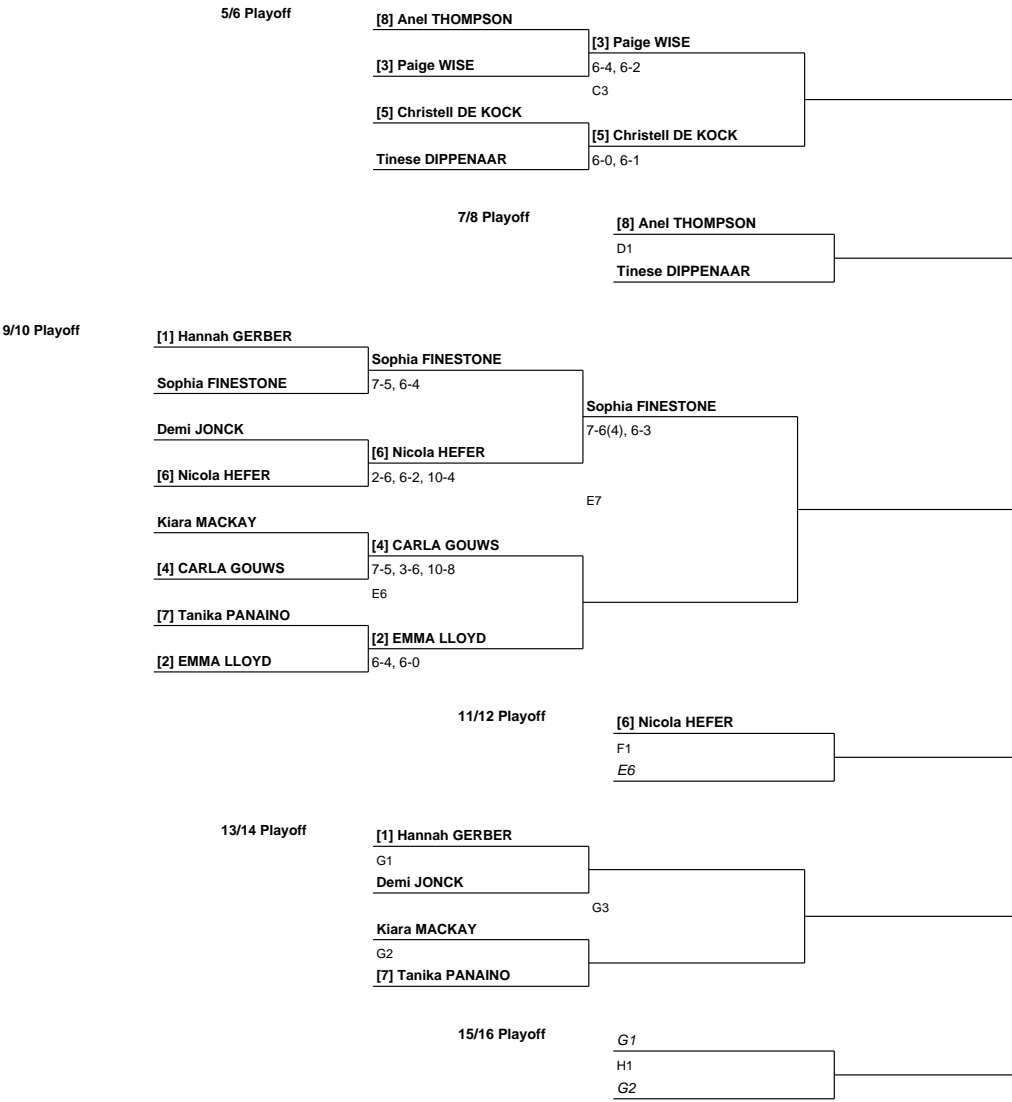 5/6 Playoff
[8] Anel THOMPSON
[3] Paige WISE
[3] Paige WISE
6-4, 6-2
C3
[5] Christell DE KOCK
[5] Christell DE KOCK
Tinese DIPPENAAR
6-0, 6-1
7/8 Playoff
[8] Anel THOMPSON
D1
Tinese DIPPENAAR
9/10 Playoff
[1] Hannah GERBER
Sophia FINESTONE
Sophia FINESTONE
7-5, 6-4
Sophia FINESTONE
7-6(4), 6-3
Demi JONCK
[6] Nicola HEFER
[6] Nicola HEFER
2-6, 6-2, 10-4
E7
Kiara MACKAY
[4] CARLA GOUWS
[4] CARLA GOUWS
7-5, 3-6, 10-8
E6
[7] Tanika PANAINO
[2] EMMA LLOYD
[2] EMMA LLOYD
6-4, 6-0
11/12 Playoff
[6] Nicola HEFER
F1
E6
13/14 Playoff
[1] Hannah GERBER
G1
Demi JONCK
G3
Kiara MACKAY
G2
[7] Tanika PANAINO
15/16 Playoff
G1
H1
G2